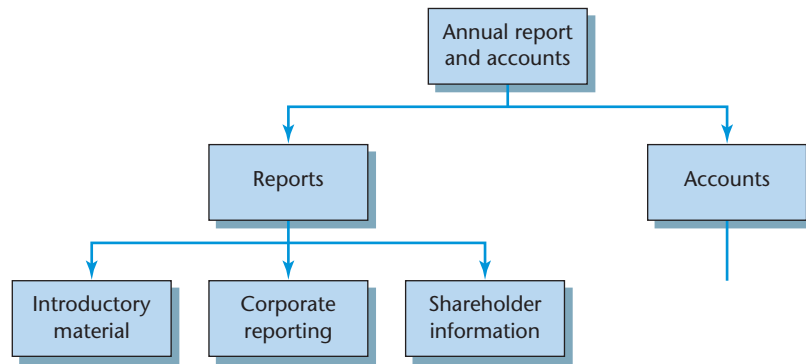 Annual report
and accounts
Reports
Accounts
Introductory
material
Corporate
reporting
Shareholder
information